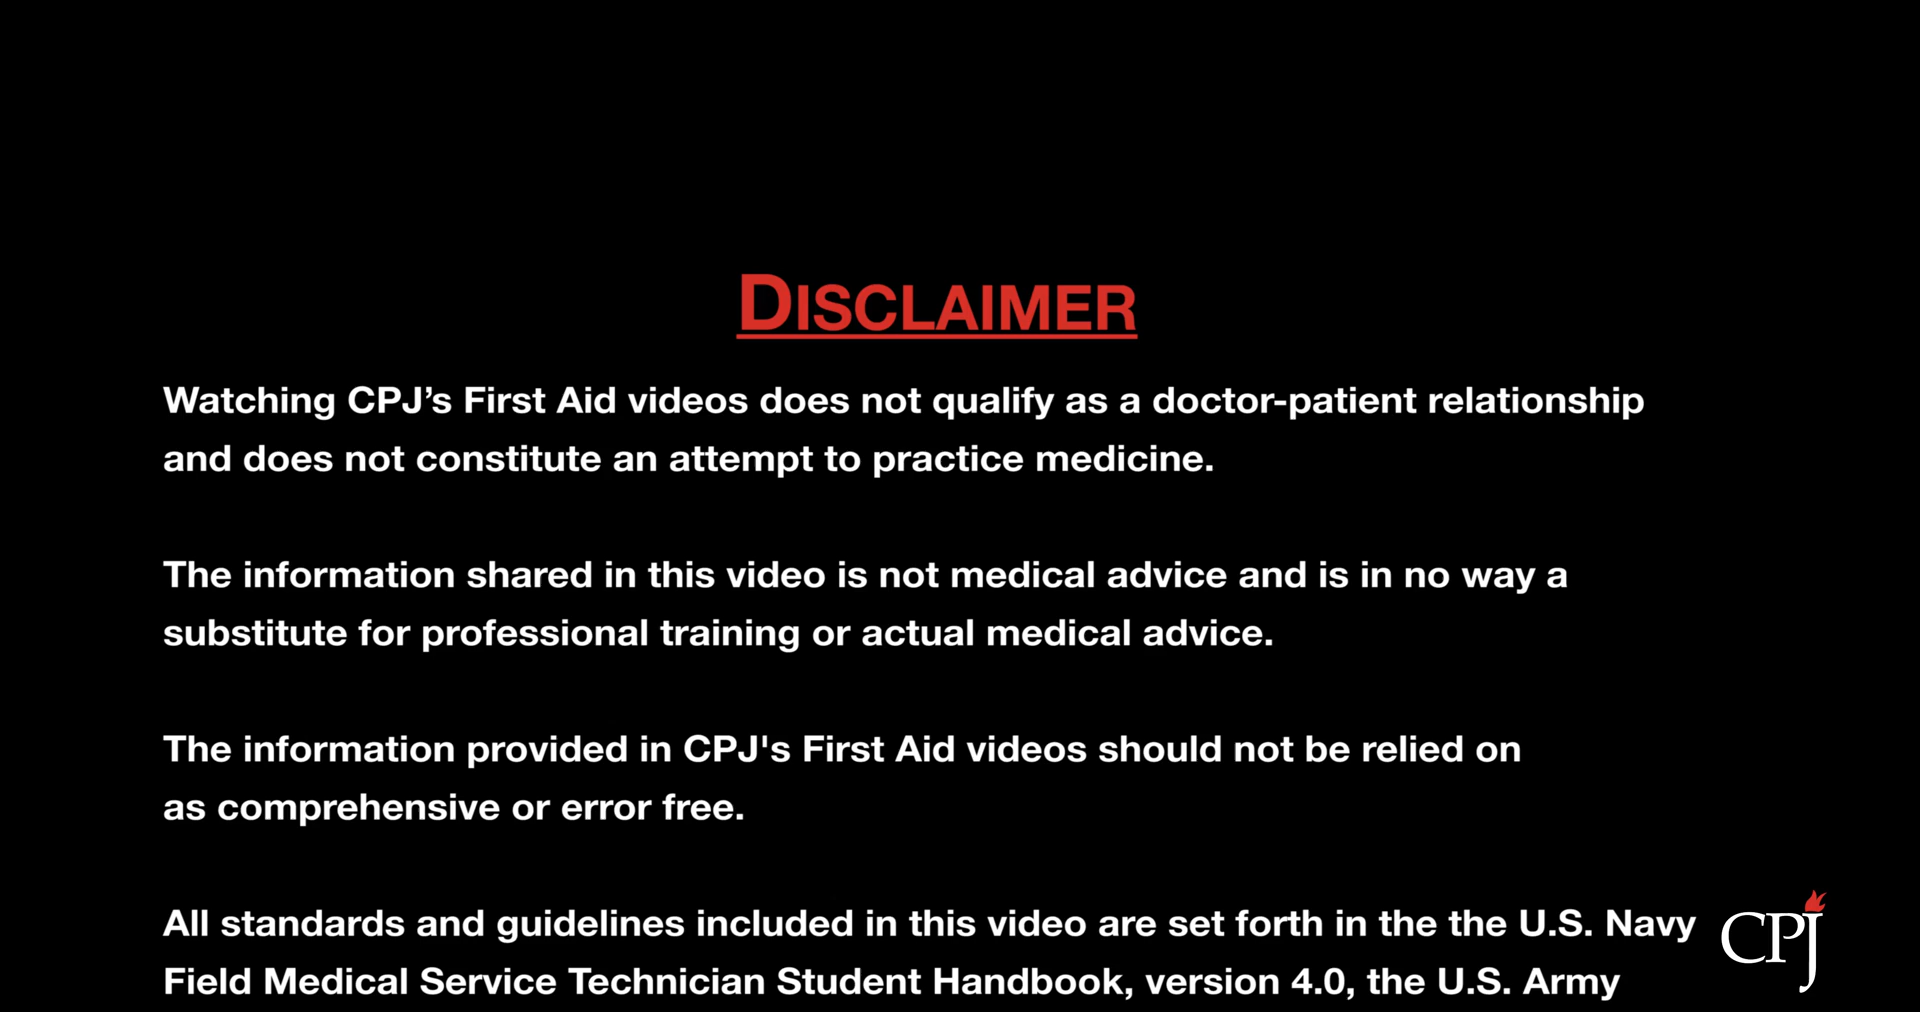 DISCLAIMER
Watching CPJ’s First Aid videos does not qualify as a doctor-patient relationship
and does not constitute an attempt to practice medicine.
The information shared in this video is not medical advice and is in no way a
substitute for professional training or actual medical advice.
The information provided in CPJ's First Aid videos should not be relied on
as comprehensive or error free.
All standards and guidelines included in this video are set forth in the the U.S. Navy
Field Medical Service Technician Student Handbook, version 4.0, the U.S. Army
CPJ